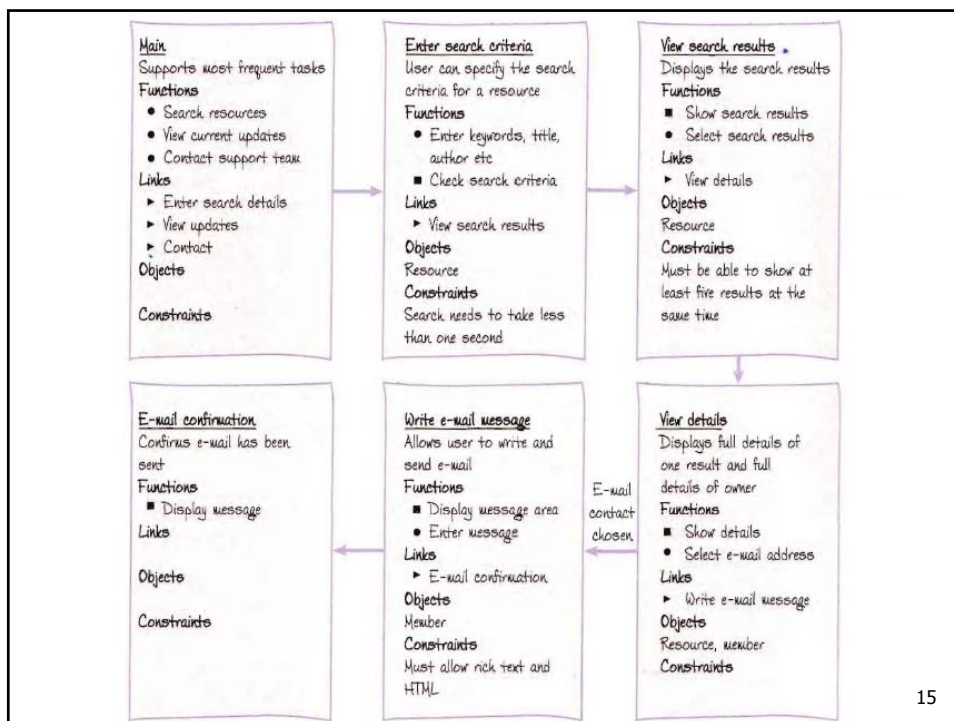 Main
Supports most frequent tasks
Functions
● Search resources
● View current updates
● Contact support team
Links
► Enter search details
► View updates
► Contact
Objects
Constraints
Enter search criteria
User can specify the search
criteria for a resource
Functions
● Enter keywords, title,
author etc
■ Check search criteria
Links
► View search results
Objects
Resource
Constraints
Search needs to take less
than one second
View search results
Displays the search results
Functions
■ Show search results
● Select search results
Links
► View details
Objects
Resource
Constraints
Must be able to show at
least five results at the
same time
View details
Displays full details of
one result and full
details of owner
Functions
■ Show details
● Select e-mail address
Links
► Write e-mail message
Objects
Resource, member
Constraints
E-mail
contact
chosen
Write e-mail message
Allows user to write and
send e-mail
Functions
■ Display message area
● Enter message
Links
► E-mail confirmation
Objects
Member
Constraints
Must allow rich text and
HTML
E-mail confirmation
Confirms e-mail has been
sent
Functions
■ Display message
Links
Objects
Constraints
15